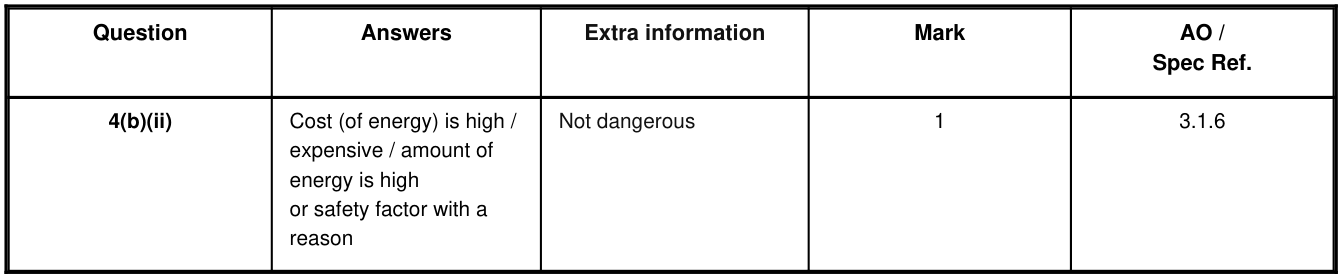 Question Answers Extra information Mark AO /
Spec Ref.
4(b)(ii) Cost (of energy) is high / Not dangerous 1 3.1.6
expensive / amount of
energy is high
or safety factor with a
reason